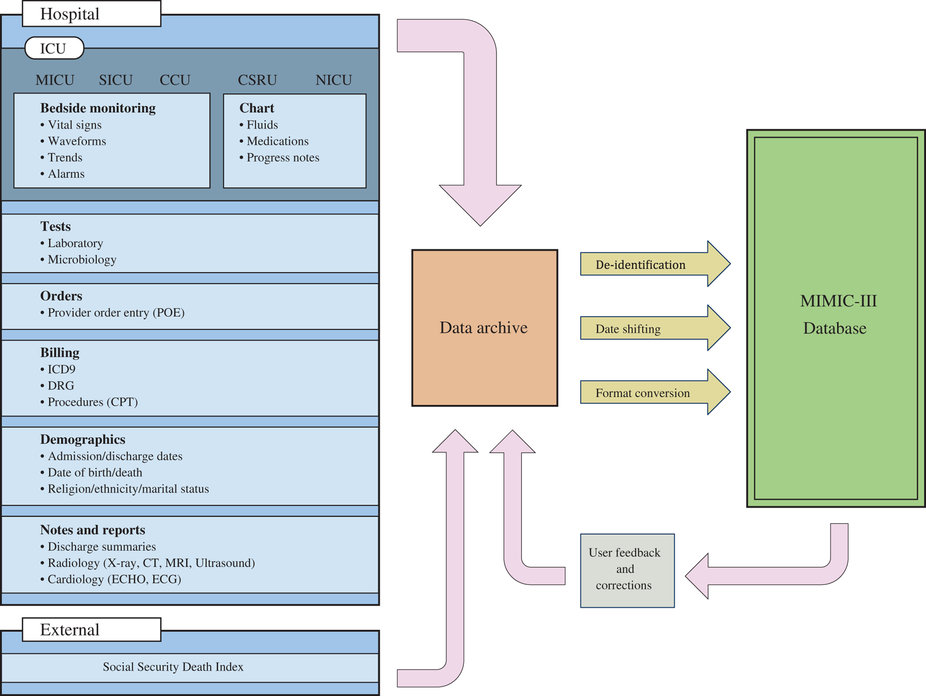 Hospital
ICU
MICU SICU CCU CSRU NICU
Bedside monitoring
• Vital signs
• Waveforms
• Trends
• Alarms
Chart
• Fluids
• Medications
• Progress notes
Tests
• Laboratory
• Microbiology
Orders
• Provider order entry (POE)
Billing
• ICD9
• DRG
• Procedures (CPT)
Demographics
• Admission/discharge dates
• Date of birth/death
• Religion/ethnicity/marital status
Notes and reports
• Discharge summaries
• Radiology (X-ray, CT, MRI, Ultrasound)
• Cardiology (ECHO, ECG)
External
Social Security Death Index
Data archive
De-identification
Date shifting
Format conversion
MIMIC-III
Database
User feedback
and
corrections